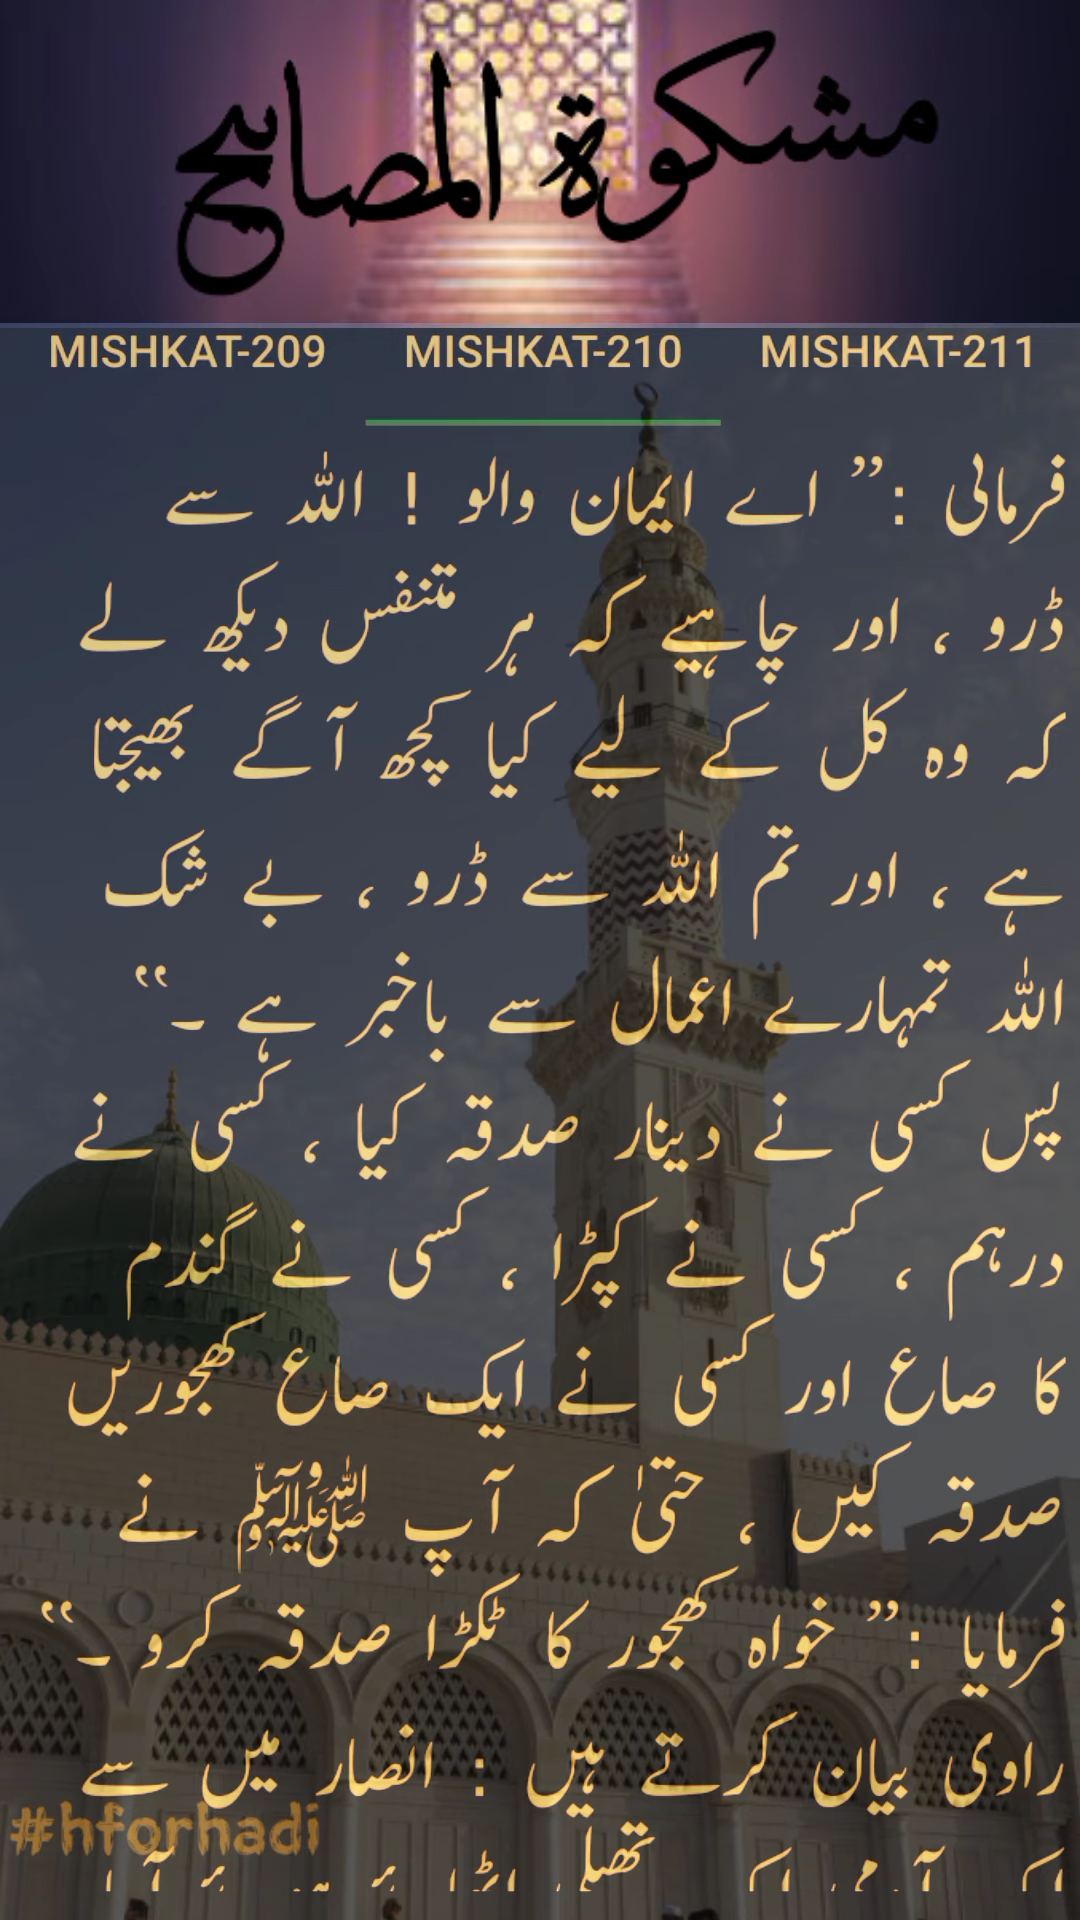 مشکوۃ المصابیح
MISHKAT-209 MISHKAT-210 MISHKAT-211
فرمائی :” اے ایمان والو ! اللہ سے
ڈرو ، اور چاہیے کہ ہر متنفس دیکھ لے
کہ وہ کل کے لیے کیا کچھ آگے بھیجتا
ہے ، اور تم اللہ سے ڈرو ، بے شک
اللہ تمہارے اعمال سے باخبر ہے ۔“
پس کسی نے دینار صدقہ کیا ، کسی نے
درہم ، کسی نے کپڑا ، کسی نے گندم
کا صاع اور کسی نے ایک صاع کھجوریں
صدقہ کیں ، حتیٰ کہ آپ ﷺ نے
فرمایا :” خواہ کھجور کا ٹکڑا صدقہ کرو ۔“
راوی بیان کرتے ہیں : انصار میں سے
#hforhadi